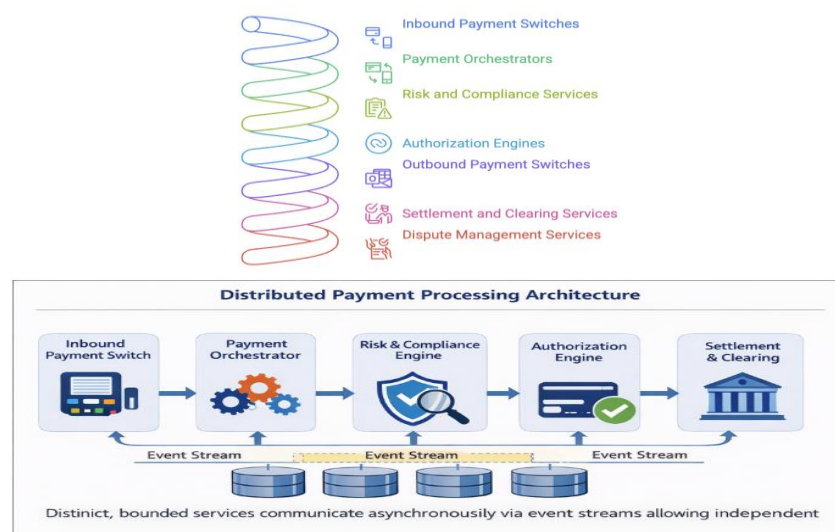 Inbound Payment Switches
Payment Orchestrators
Risk and Compliance Services
Authorization Engines
Outbound Payment Switches
Settlement and Clearing Services
Dispute Management Services
Distributed Payment Processing Architecture
Inbound
Payment Switch
Payment
Orchestrator
Risk & Compliance
Engine
Authorization
Engine
Settlement
& Clearing
Event Stream
Event Stream
Event Stream
Distinict, bounded services communicate asynchronousily via event streams allowing independent